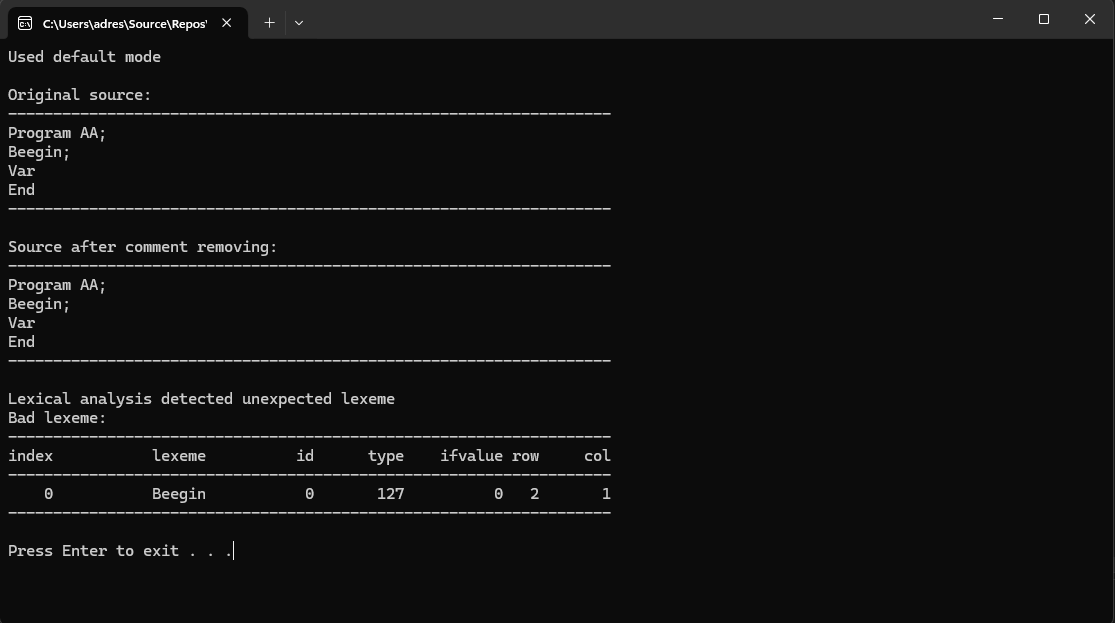 C:\Users\adres\Source\Repos'
Used default mode
Original source:
-------------------------------------------------------------------
Program AA;
Beegin;
Var
End
-------------------------------------------------------------------
Source after comment removing:
-------------------------------------------------------------------
Program AA;
Beegin;
Var
End
-------------------------------------------------------------------
Lexical analysis detected unexpected lexeme
Bad lexeme:
-------------------------------------------------------------------
index           lexeme          id      type    ifvalue row     col
-------------------------------------------------------------------
    0           Beegin           0       127          0   2       1
-------------------------------------------------------------------
Press Enter to exit . . .